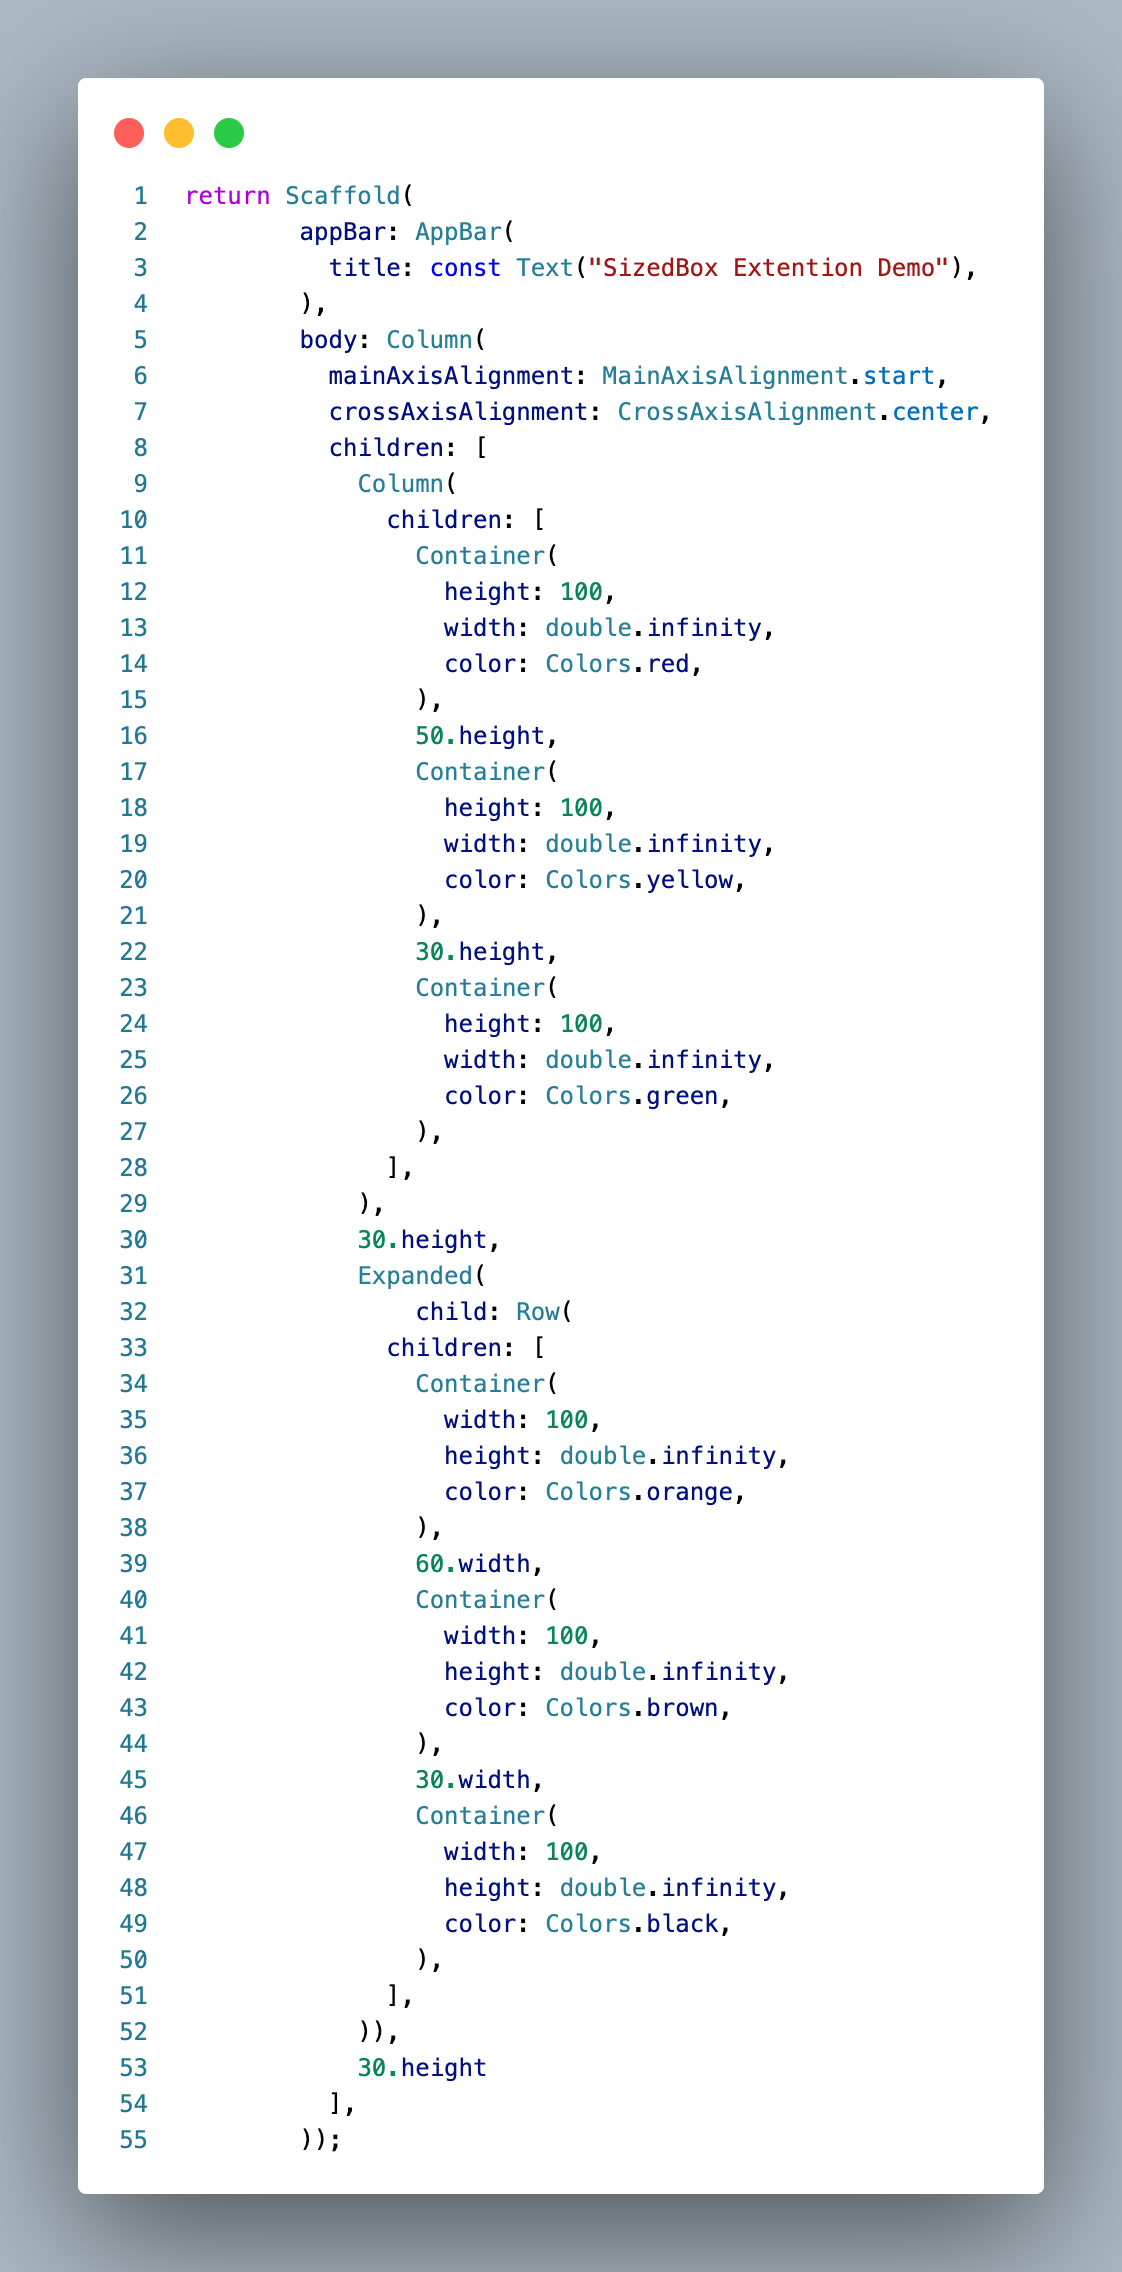 1 return Scaffold(
2 appBar: AppBar(
3 title: const Text("SizedBox Extention Demo"),
4 ),
5 body: Column(
6 mainAxisAlignment: MainAxisAlignment.start,
7 crossAxisAlignment: CrossAxisAlignment.center,
8 children: [
9 Column(
10 children: [
11 Container(
12 height: 100,
13 width: double.infinity,
14 color: Colors.red,
15 ),
16 50.height,
17 Container(
18 height: 100,
19 width: double.infinity,
20 color: Colors.yellow,
21 ),
22 30.height,
23 Container(
24 height: 100,
25 width: double.infinity,
26 color: Colors.green,
27 ),
28 ],
29 ),
30 30.height,
31 Expanded(
32 child: Row(
33 children: [
34 Container(
35 width: 100,
36 height: double.infinity,
37 color: Colors.orange,
38 ),
39 60.width,
40 Container(
41 width: 100,
42 height: double.infinity,
43 color: Colors.brown,
44 ),
45 30.width,
46 Container(
47 width: 100,
48 height: double.infinity,
49 color: Colors.black,
50 ),
51 ],
52 )),
53 30.height
54 ],
55 ));